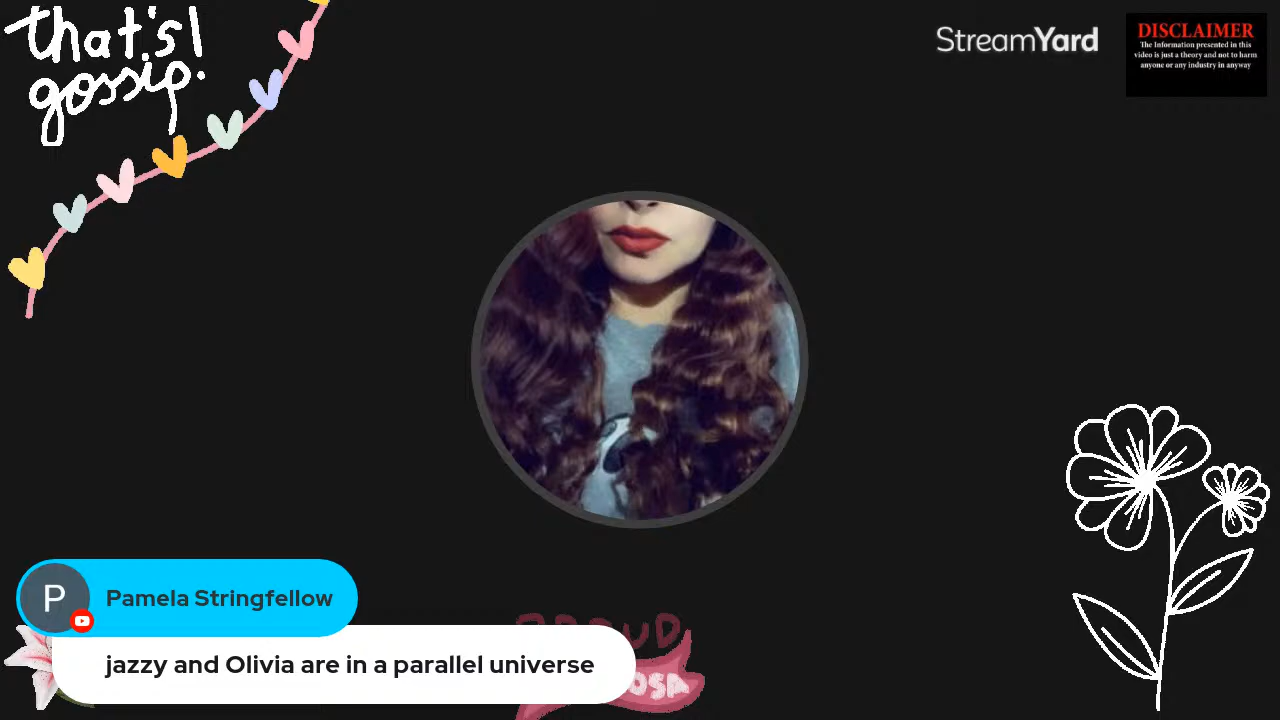 that's!
gossip.
StreamYard
DISCLAIMER
The Information presented in this
video is just a theory and not to harm
anyone or any industry in anyway
P
Pamela Stringfellow
jazzy and Olivia are in a parallel universe
PROUD